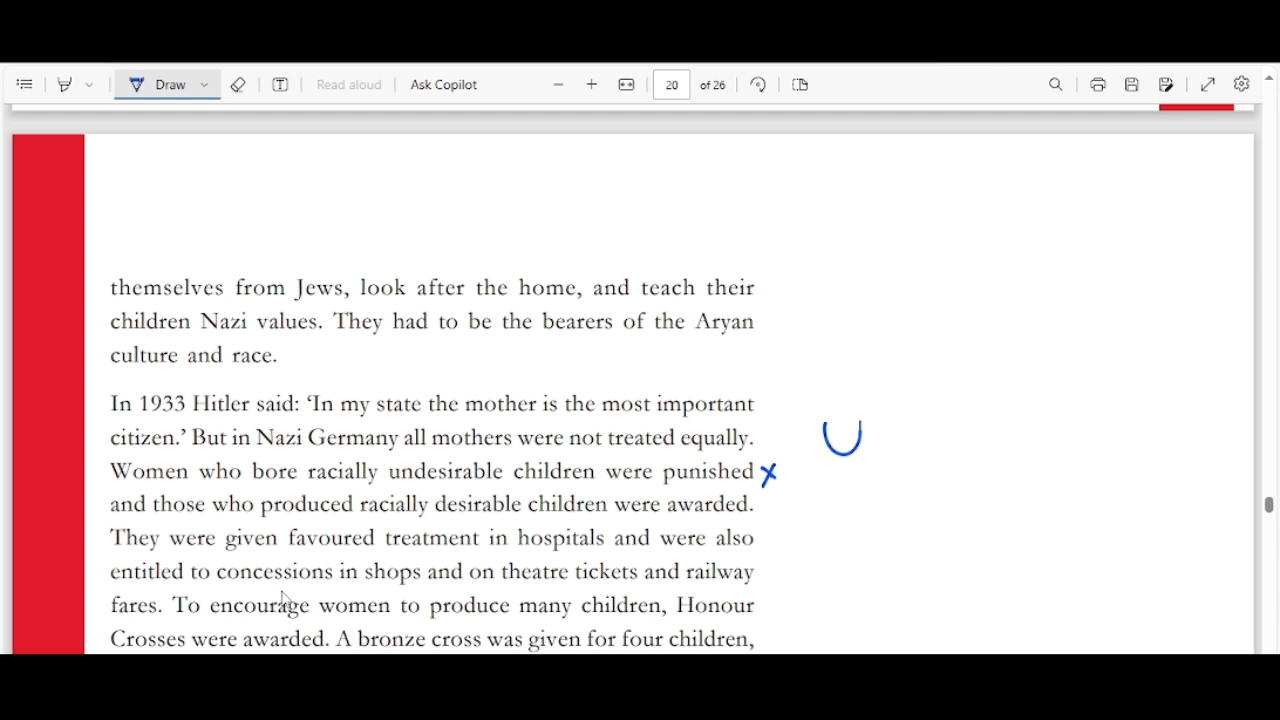 Draw
Read aloud
Ask Copilot
20 of 26
themselves from Jews, look after the home, and teach their
children Nazi values. They had to be the bearers of the Aryan
culture and race.
In 1933 Hitler said: ‘In my state the mother is the most important
citizen.’ But in Nazi Germany all mothers were not treated equally.
Women who bore racially undesirable children were punished x
and those who produced racially desirable children were awarded.
They were given favoured treatment in hospitals and were also
entitled to concessions in shops and on theatre tickets and railway
fares. To encourage women to produce many children, Honour
Crosses were awarded. A bronze cross was given for four children,
U